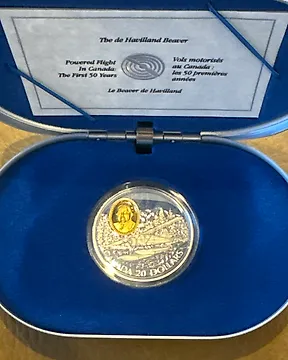 The de Havilland Beaver
Powered Flight
In Canada:
The First 50 Years
Vols motorisés
au Canada :
les 50 premières
années
Le Beaver de Havilland
CANADA 20 DOLLARS